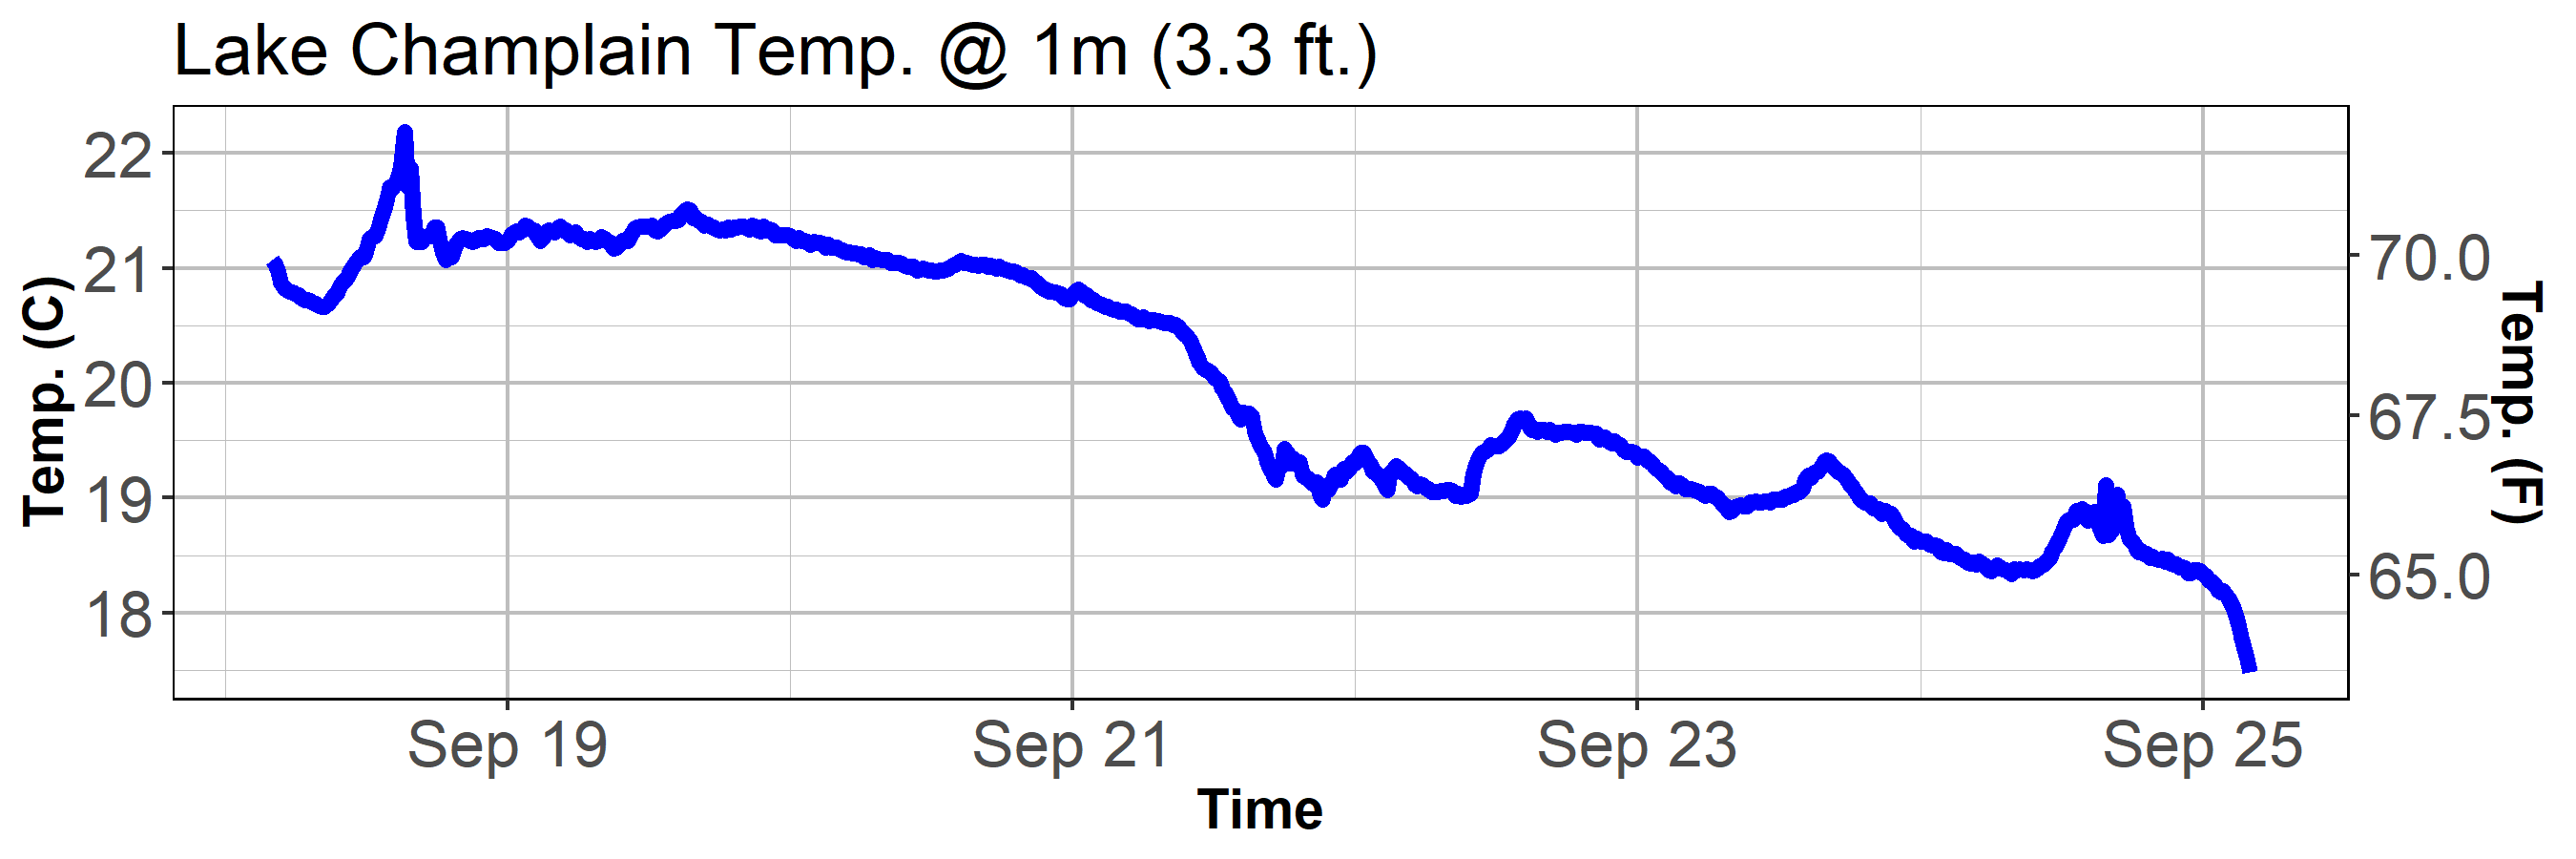 Lake Champlain Temp. @ 1m (3.3 ft.)
Temp. (C)
22
21
20
19
18
70.0
67.5
65.0
Temp. (F)
Sep 19
Sep 21
Sep 23
Sep 25
Time